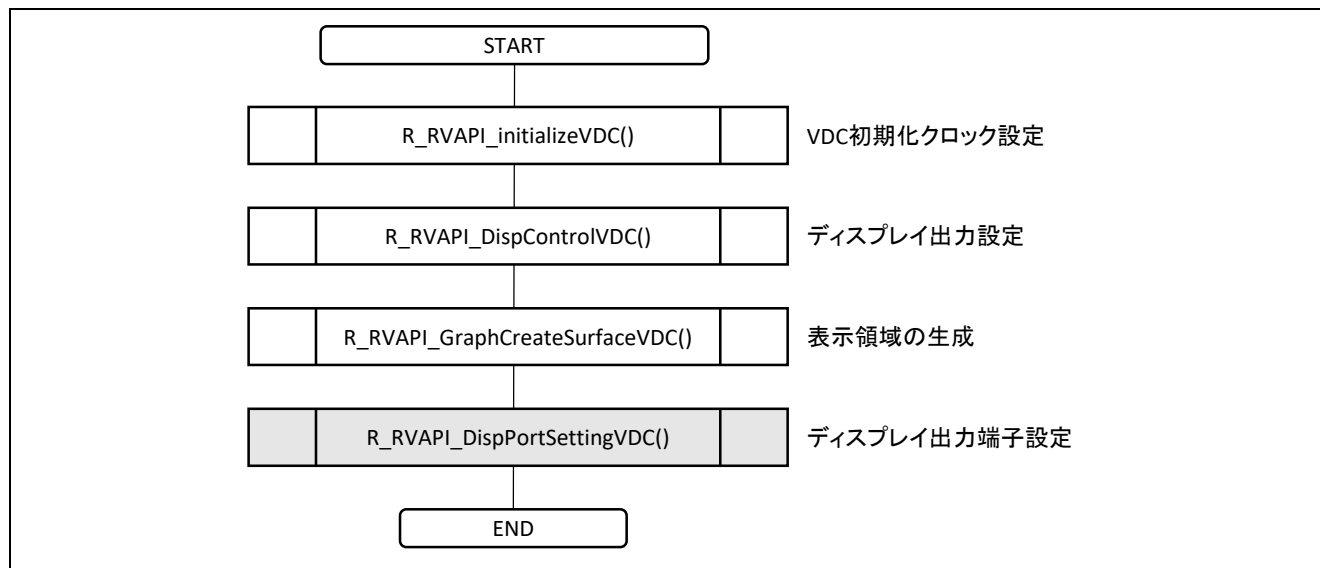 START
R_RVAPI_initializeVDC()
VDC初期化クロック設定
R_RVAPI_DispControlVDC()
ディスプレイ出力設定
R_RVAPI_GraphCreateSurfaceVDC()
表示領域の生成
R_RVAPI_DispPortSettingVDC()
ディスプレイ出力端子設定
END